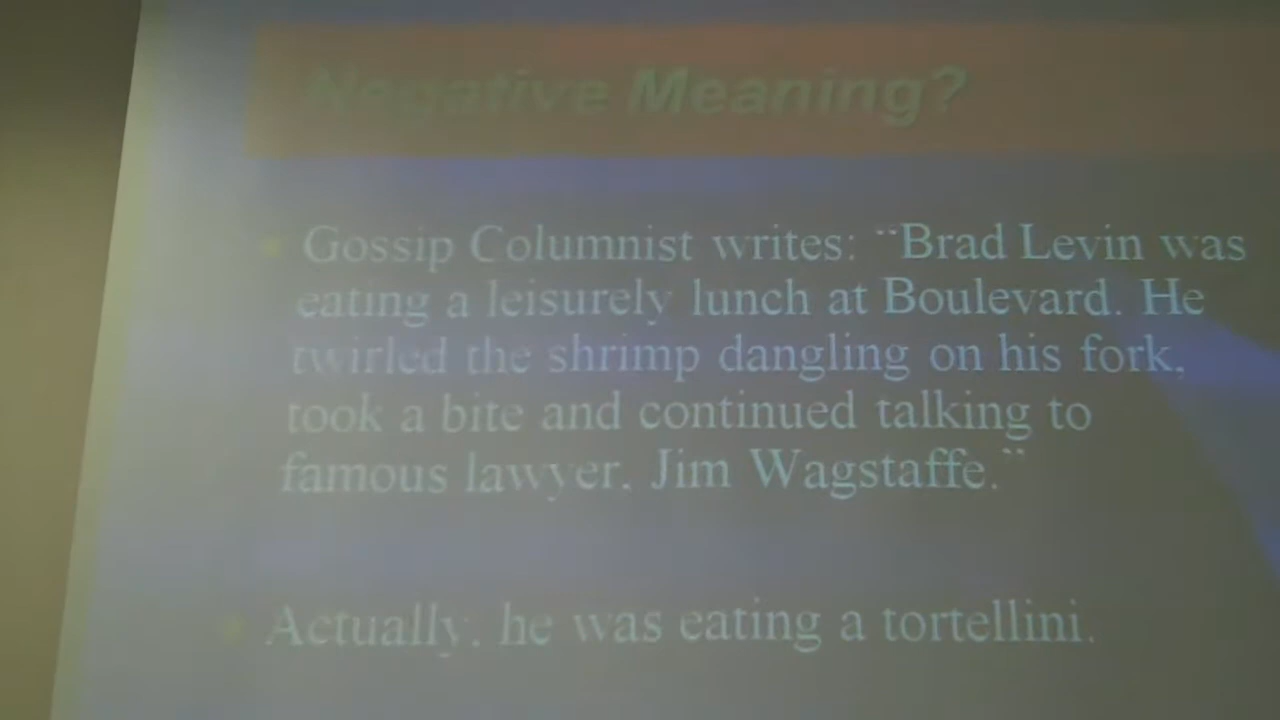 Negative Meaning?
Gossip Columnist writes: "Brad Levin was
eating a leisurely lunch at Boulevard. He
twirled the shrimp dangling on his fork,
took a bite and continued talking to
famous lawyer, Jim Wagstaffe."
Actually, he was eating a tortellini.